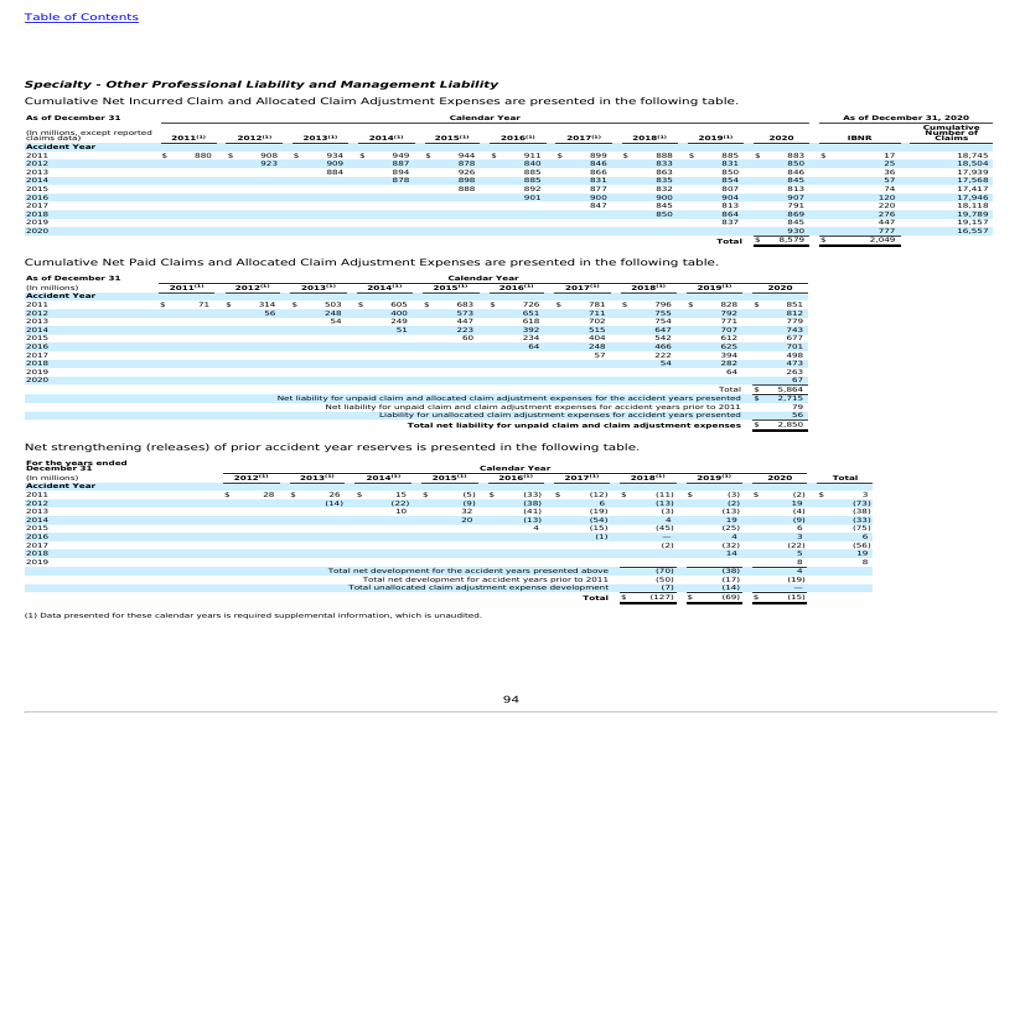 Table of Contents
Specialty - Other Professional Liability and Management Liability
Cumulative Net Incurred Claim and Allocated Claim Adjustment Expenses are presented in the following table.
As of December 31 Calendar Year As of December 31, 2020
(In millions, except reported claims data) 2011(1) 2012(1) 2013(1) 2014(1) 2015(1) 2016(1) 2017(1) 2018(1) 2019(1) 2020 IBNR Cumulative Number of Claims
Accident Year
2011 $ 880 $ 908 $ 934 $ 949 $ 944 $ 911 $ 899 $ 888 $ 885 $ 883 $ 17 18,745
2012 923 909 887 878 840 846 833 831 850 25 18,504
2013 884 894 926 885 866 863 850 846 36 17,939
2014 878 898 885 831 835 854 845 57 17,568
2015 888 892 877 832 807 813 74 17,417
2016 901 900 900 904 907 120 17,946
2017 847 845 813 791 220 18,118
2018 850 864 869 276 19,789
2019 837 845 447 19,157
2020 930 777 16,557
Total $ 8,579 $ 2,049
Cumulative Net Paid Claims and Allocated Claim Adjustment Expenses are presented in the following table.
As of December 31 Calendar Year
(In millions) 2011(1) 2012(1) 2013(1) 2014(1) 2015(1) 2016(1) 2017(1) 2018(1) 2019(1) 2020
Accident Year
2011 $ 71 $ 314 $ 503 $ 605 $ 683 $ 726 $ 781 $ 796 $ 828 $ 851
2012 56 248 400 573 651 711 755 792 812
2013 54 249 447 618 702 754 771 779
2014 51 223 392 515 647 707 743
2015 60 234 404 542 612 677
2016 64 248 466 625 701
2017 57 222 394 498
2018 54 282 473
2019 64 263
2020 67
Total $ 5,864
Net liability for unpaid claim and allocated claim adjustment expenses for the accident years presented $ 2,715
Net liability for unpaid claim and claim adjustment expenses for accident years prior to 2011 79
Liability for unallocated claim adjustment expenses for accident years presented 56
Total net liability for unpaid claim and claim adjustment expenses $ 2,850
Net strengthening (releases) of prior accident year reserves is presented in the following table.
For the years ended December 31 Calendar Year
(In millions) 2012(1) 2013(1) 2014(1) 2015(1) 2016(1) 2017(1) 2018(1) 2019(1) 2020 Total
Accident Year
2011 $ 28 $ 26 $ 15 $ (5) $ (33) $ (12) $ (11) $ (3) $ (2) $ 3
2012 (14) (22) (9) (38) 6 (13) (2) 19 (73)
2013 10 32 (41) (19) (3) (13) (4) (38)
2014 20 (13) (54) 4 19 (9) (33)
2015 4 (15) (45) (25) 6 (75)
2016 (1) — 4 3 6
2017 (2) (32) (22) (56)
2018 14 5 19
2019 8 8
Total net development for the accident years presented above (70) (38) 4
Total net development for accident years prior to 2011 (50) (17) (19)
Total unallocated claim adjustment expense development (7) (14) —
Total $ (127) $ (69) $ (15)
(1) Data presented for these calendar years is required supplemental information, which is unaudited.
94